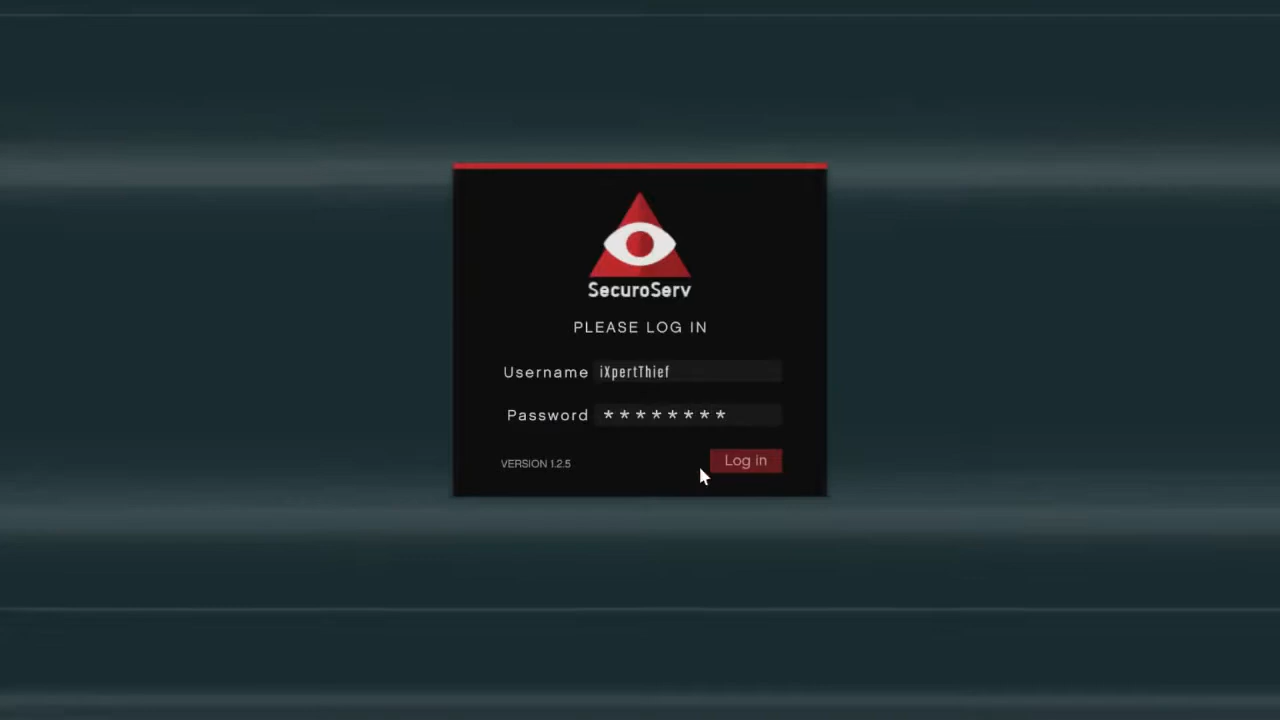 SecuroServ
PLEASE LOG IN
Username iXpertThief
Password ********
VERSION 1.2.5 Log in